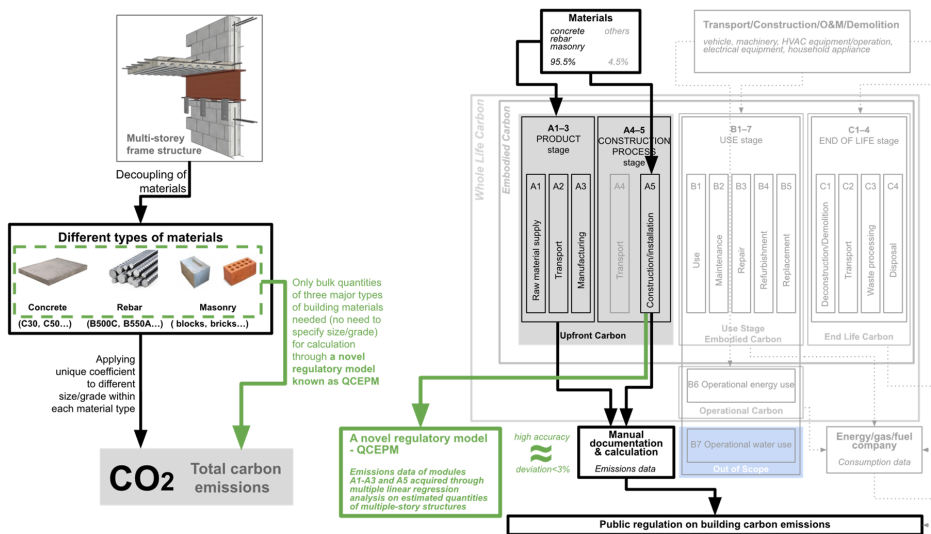 Multi-storey
frame structure
Decoupling of
materials
Different types of materials
Concrete
Rebar
Masonry
(C30, C50...)
(B500C, B550A...)
( blocks, bricks...)
Applying
unique coefficient
to different
size/grade within
each material type
Only bulk quantities
of three major types
of building materials
needed (no need to
specify size/grade)
for calculation
through a novel
regulatory model
known as QCEPM
CO2
Total carbon
emissions
Materials
concrete
rebar
masonry
others
95.5%
4.5%
Transport/Construction/O&M/Demolition
vehicle, machinery, HVAC equipment/operation,
electrical equipment, household appliance
Whole Life Carbon
Embodied Carbon
A1–3
PRODUCT
stage
A1
A2
A3
Raw material supply
Transport
Manufacturing
A4–5
CONSTRUCTION
PROCESS
stage
A4
A5
Transport
Construction/installation
Upfront Carbon
B1–7
USE stage
B1
B2
B3
B4
B5
Use
Maintenance
Repair
Refurbishment
Replacement
Use Stage
Embodied Carbon
C1–4
END OF LIFE stage
C1
C2
C3
C4
Deconstruction/Demolition
Transport
Waste processing
Disposal
End Life Carbon
B6 Operational energy use
Operational Carbon
B7 Operational water use
Out of Scope
Energy/gas/fuel
company
Consumption data
A novel regulatory model
- QCEPM
Emissions data of modules
A1-A3 and A5 acquired through
multiple linear regression
analysis on estimated quantities
of multiple-story structures
high accuracy
≈
deviation<3%
Manual
documentation
& calculation
Emissions data
Public regulation on building carbon emissions